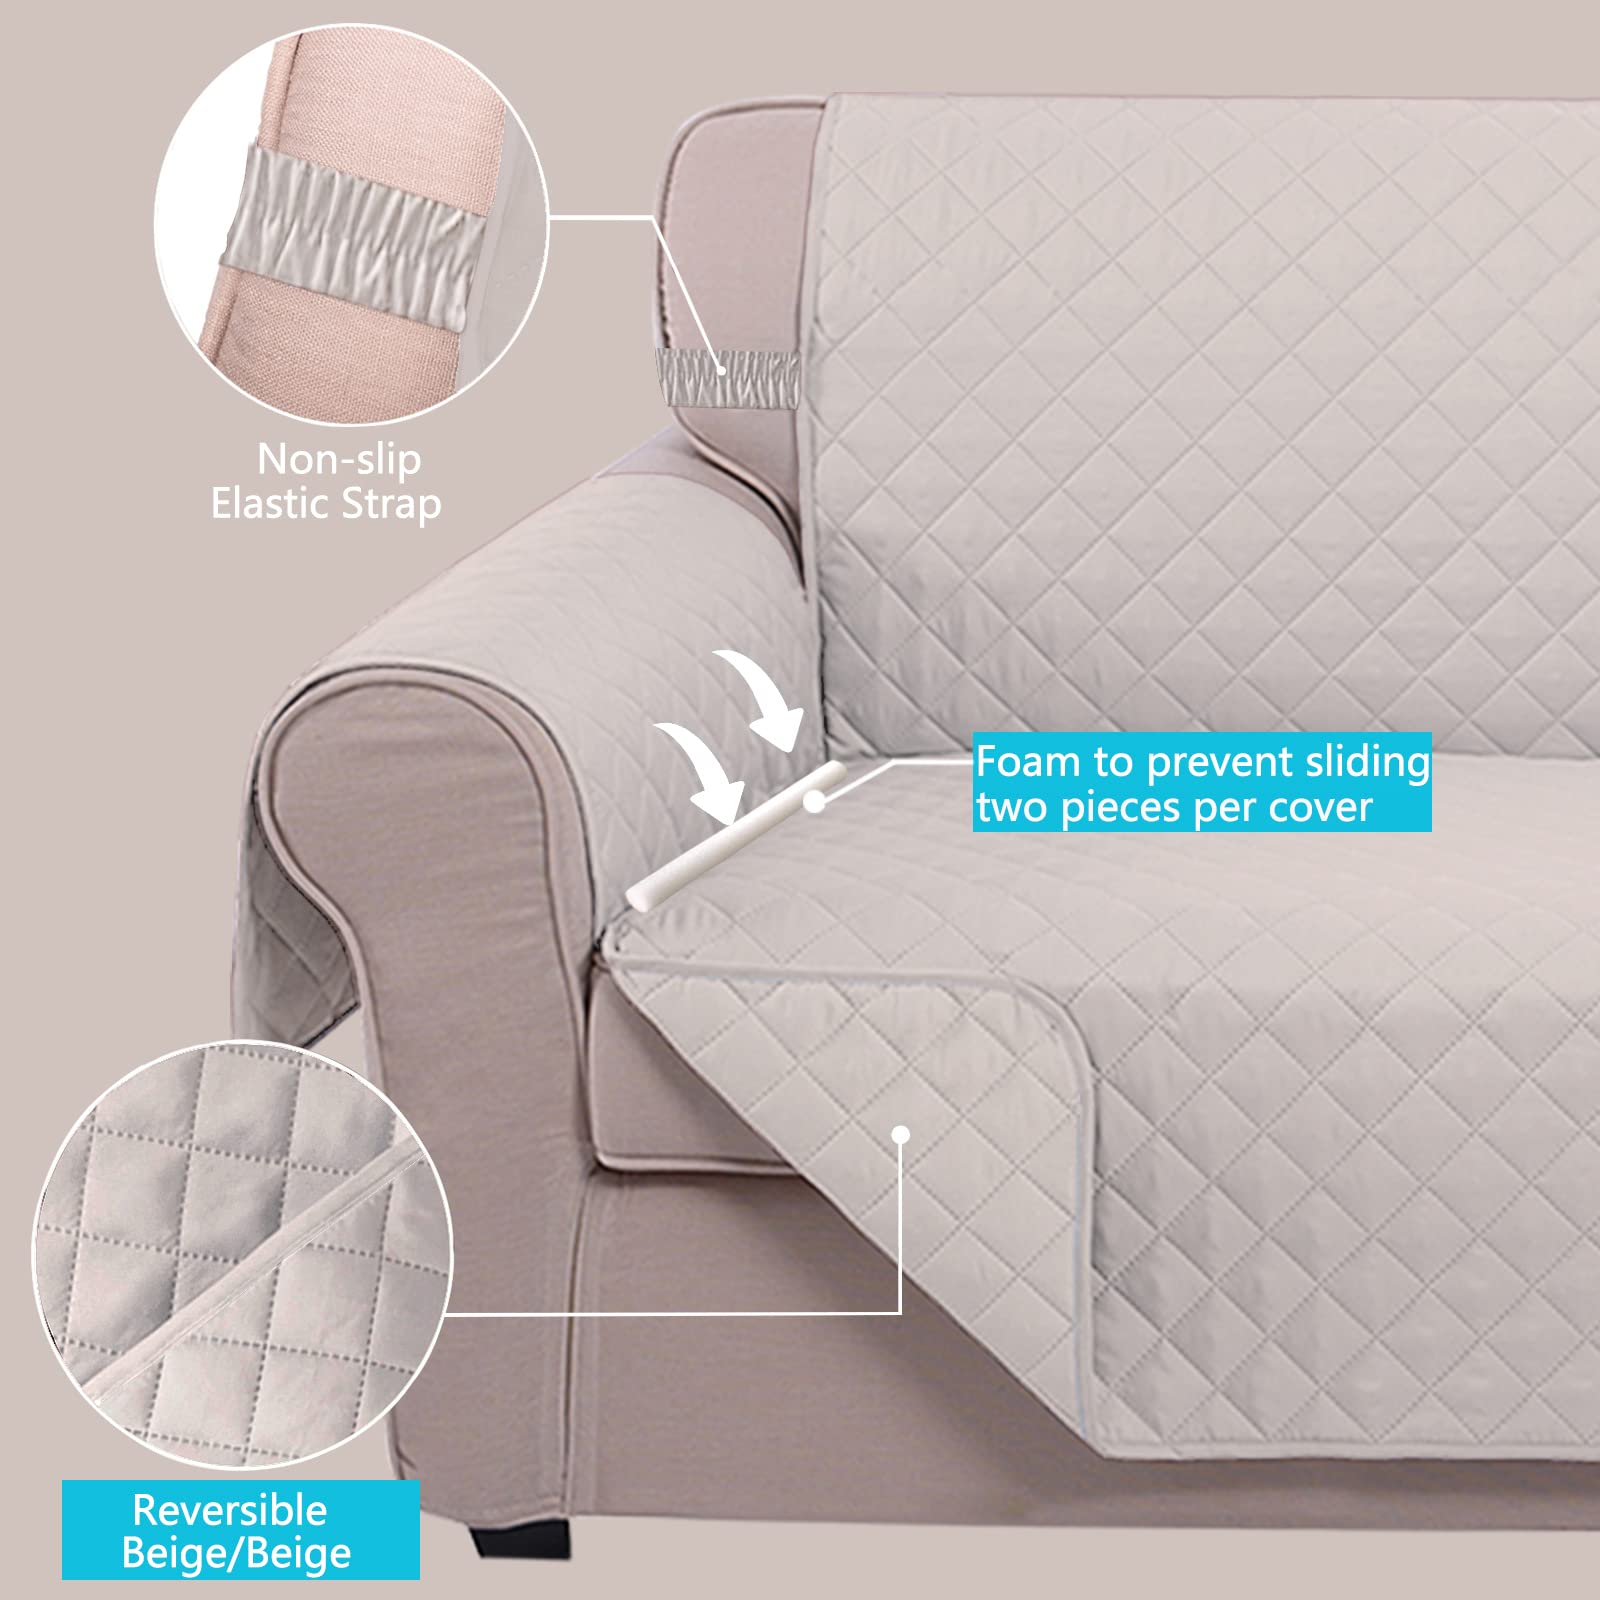 Non-slip
Elastic Strap
Foam to prevent sliding
two pieces per cover
Reversible
Beige/Beige